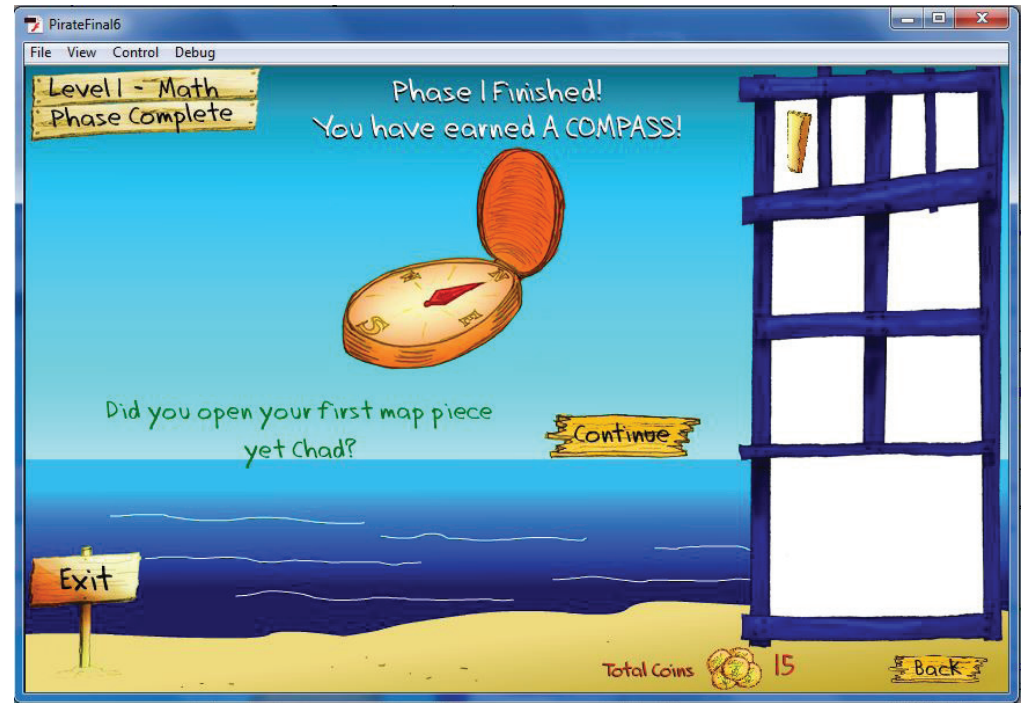 PirateFinal6
File View Control Debug
Level 1 - Math
Phase Complete
Phase 1 Finished!
You have earned A COMPASS!
N
W
E
S
Did you open your first map piece
yet Chad?
Continue
Exit
Total Coins 15
Back